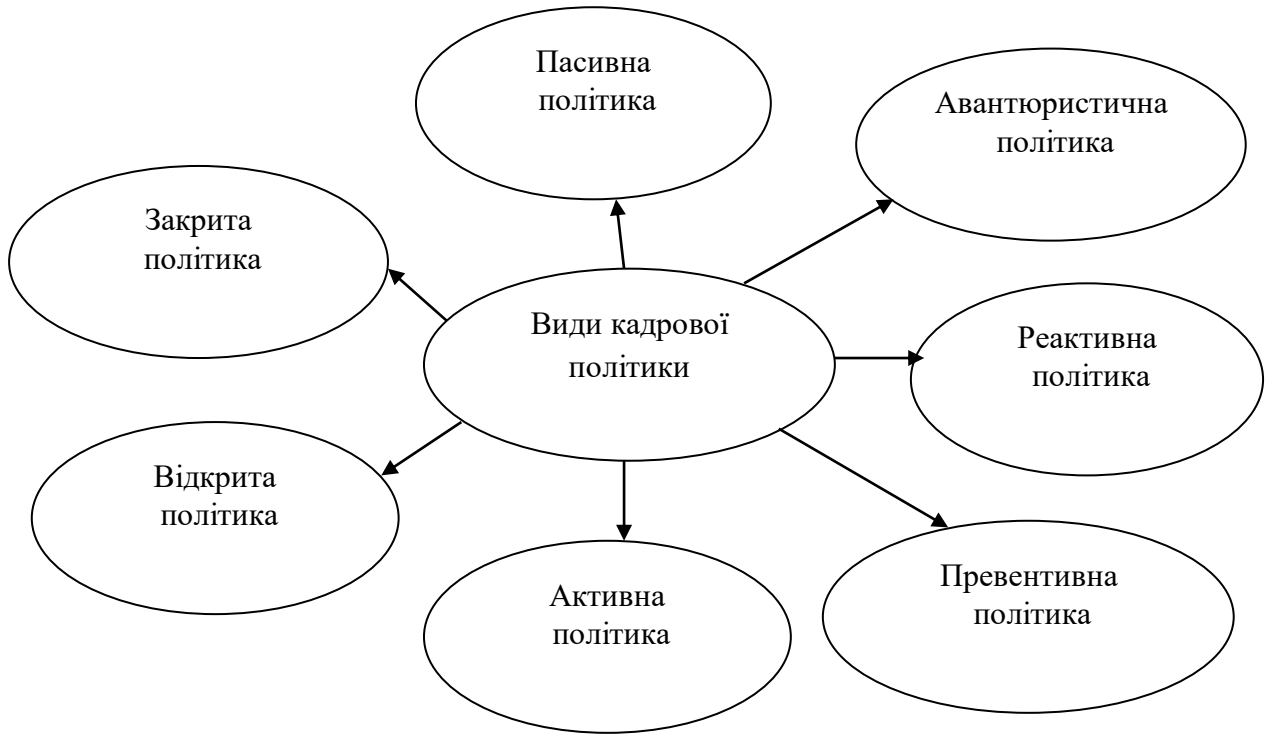 Пасивна
політика
Авантюристична
політика
Закрита
політика
Види кадрової
політики
Реактивна
політика
Відкрита
політика
Активна
політика
Превентивна
політика